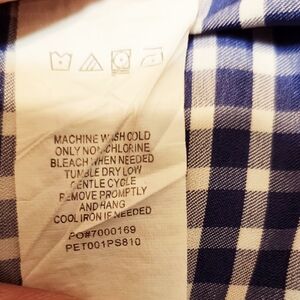 MACHINE WASH COLD
ONLY NON-CHLORINE
BLEACH WHEN NEEDED
TUMBLE DRY LOW
GENTLE CYCLE
REMOVE PROMPTLY
AND HANG
COOL IRON IF NEEDED
PO#7000169
PET001PS810